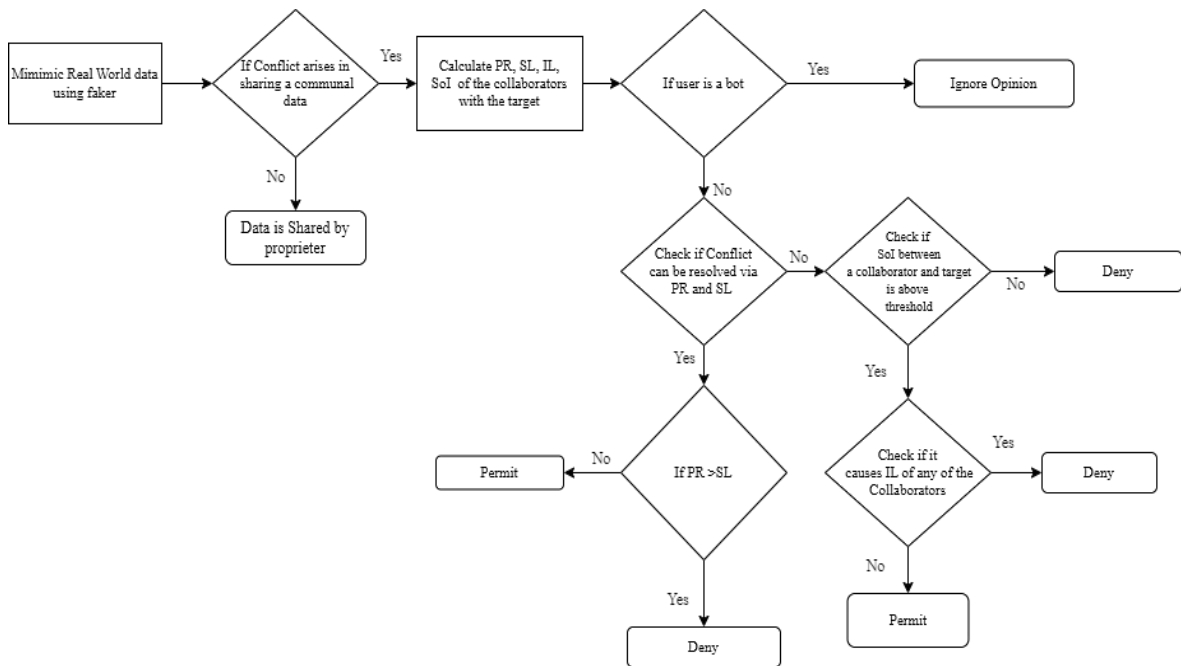 Mimimic Real World data
using faker
If Conflict arises in
sharing a communal
data
Yes
Calculate PR, SL, IL,
SoI of the collaborators
with the target
If user is a bot
Yes
Ignore Opinion
No
Data is Shared by
proprieter
No
Check if Conflict
can be resolved via
PR and SL
No
Check if
SoI between
a collaborator and target
is above
threshold
No
Deny
Yes
If PR >SL
No
Permit
Yes
Deny
Yes
Check if it
causes IL of any of the
Collaborators
Yes
Deny
No
Permit